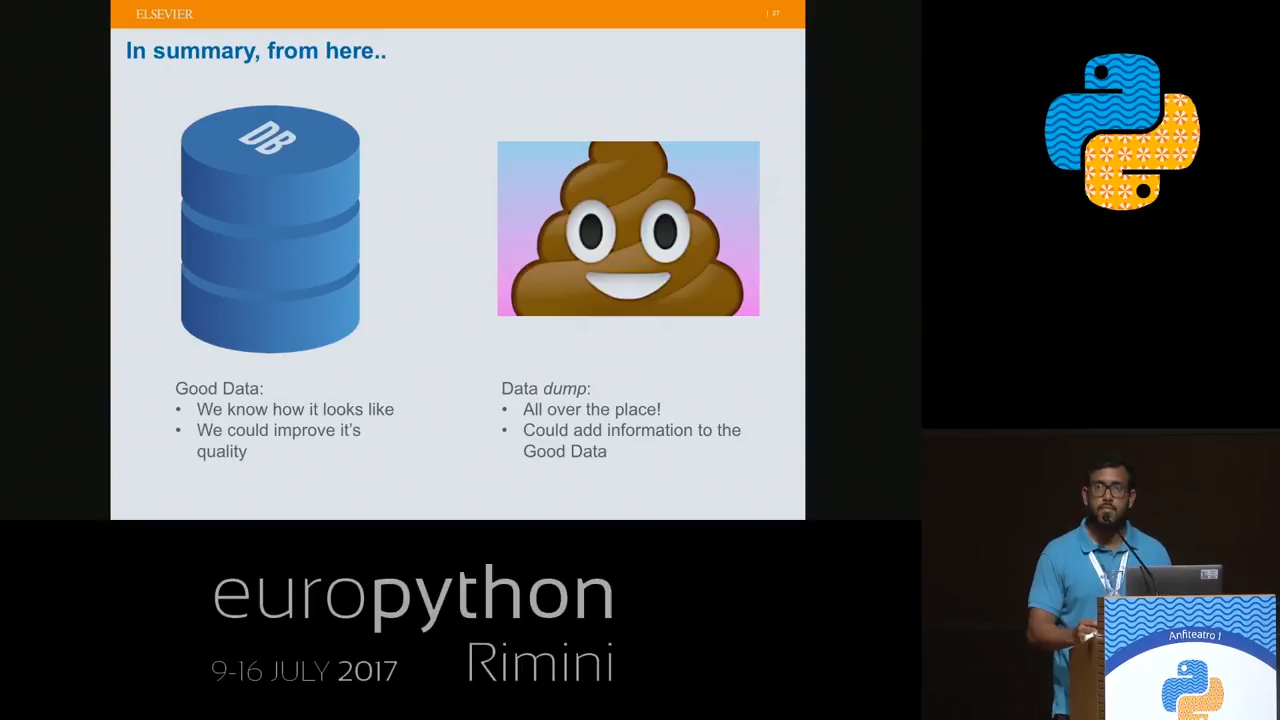 ELSEVIER
| 27
In summary, from here..
DB
Good Data:
• We know how it looks like
• We could improve it's
quality
Data dump:
• All over the place!
• Could add information to the
Good Data
europython
Rimini
9-16 JULY 2017
Anfiteatro 1